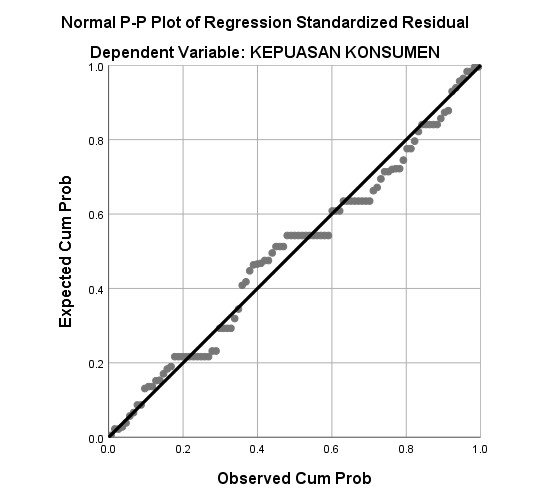 Normal P-P Plot of Regression Standardized Residual
Dependent Variable: KEPUASAN KONSUMEN
1.0
0.8
0.6
0.4
0.2
0.0
Expected Cum Prob
0.0 0.2 0.4 0.6 0.8 1.0
Observed Cum Prob